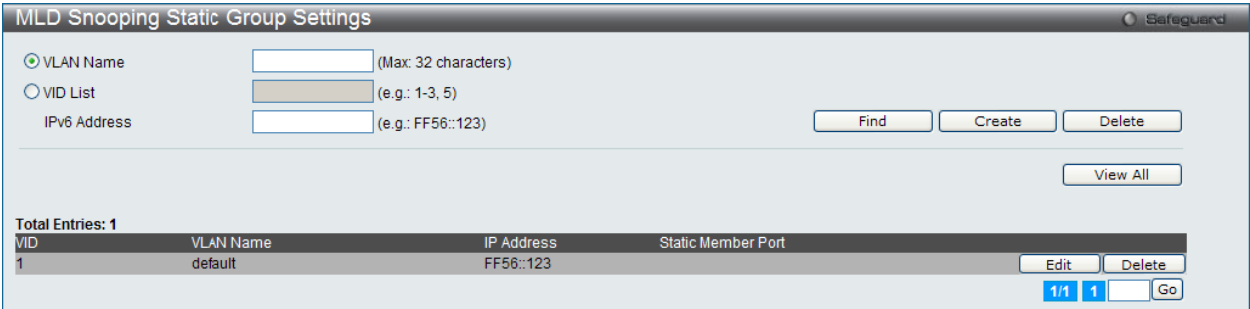 MLD Snooping Static Group Settings
Safeguard
VLAN Name (Max: 32 characters)
VID List (e.g.: 1-3, 5)
IPv6 Address (e.g.: FF56::123) Find Create Delete
View All
Total Entries: 1
VID VLAN Name IP Address Static Member Port
1 default FF56::123 Edit Delete
1/1 1 Go